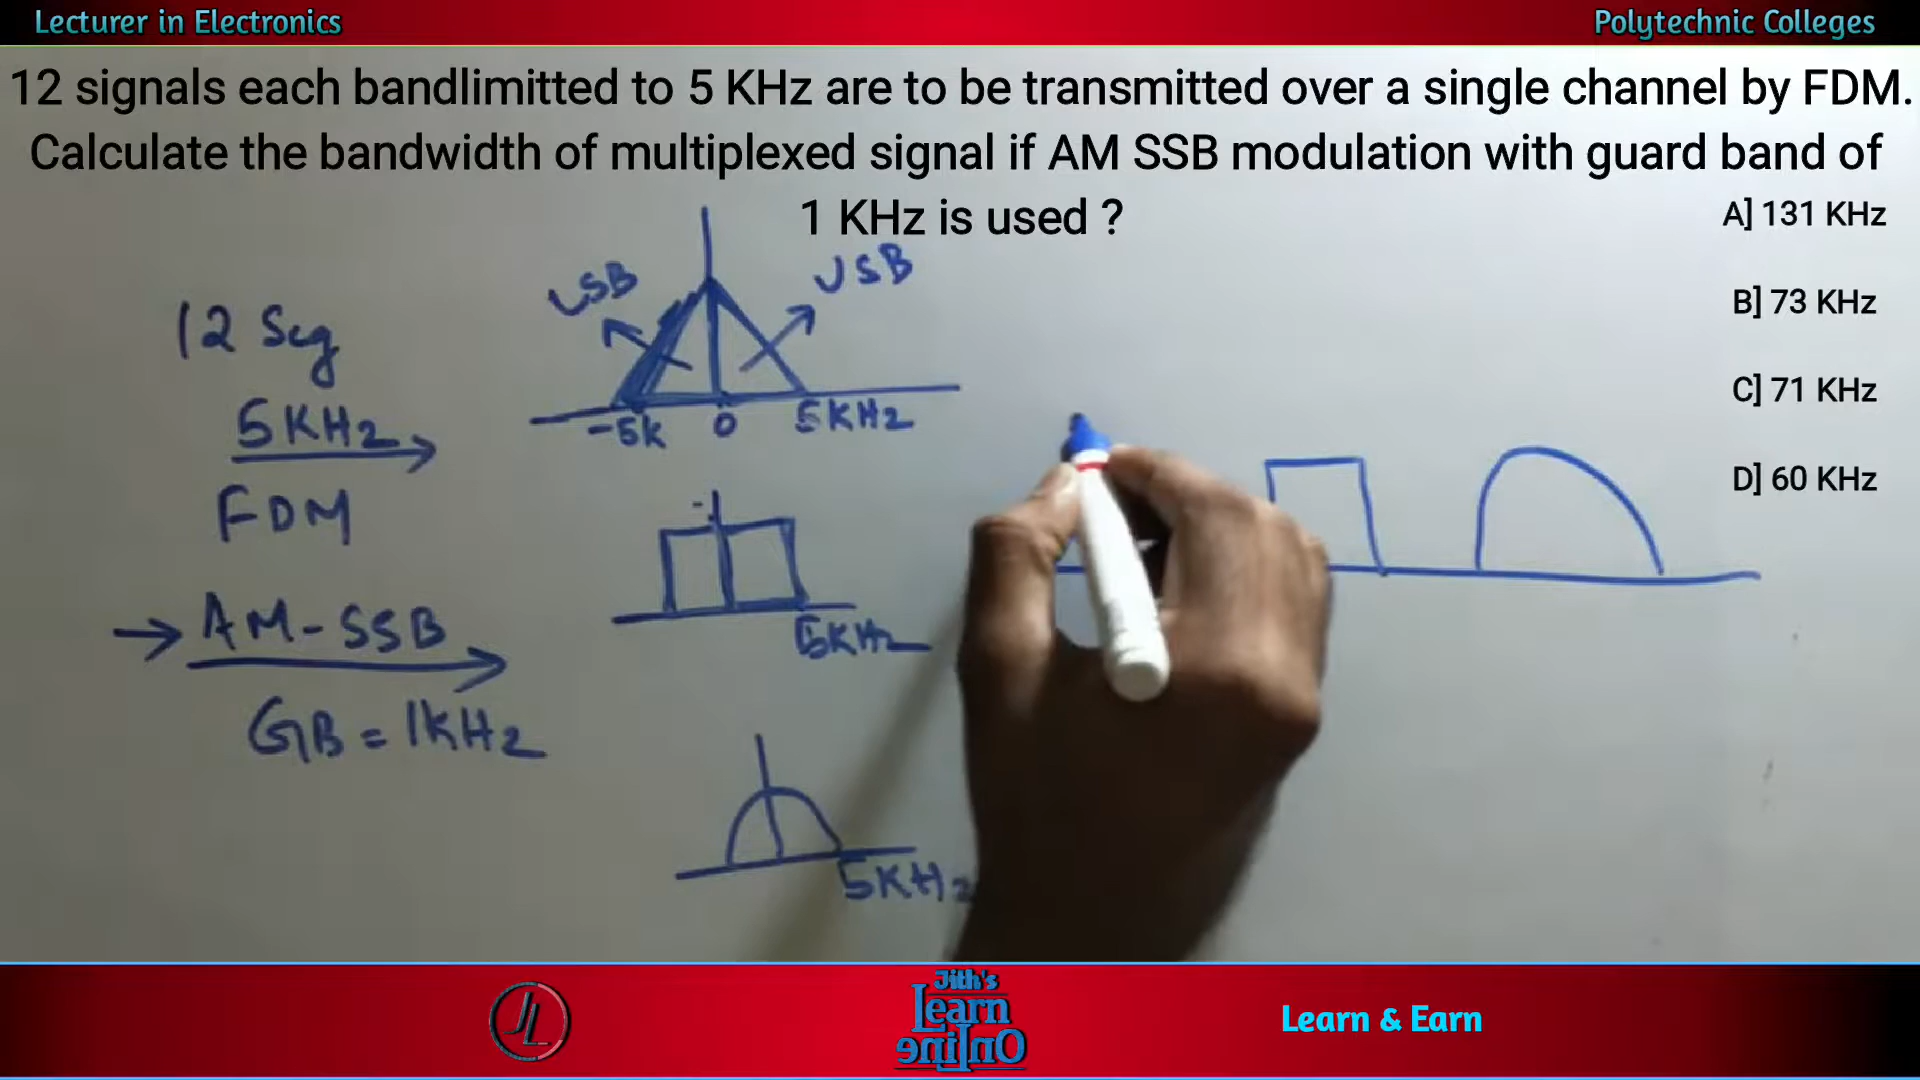 Lecturer in Electronics
Polytechnic Colleges
12 signals each bandlimitted to 5 KHz are to be transmitted over a single channel by FDM.
Calculate the bandwidth of multiplexed signal if AM SSB modulation with guard band of
1 KHz is used ?
A] 131 KHz
B] 73 KHz
C] 71 KHz
D] 60 KHz
12 Sig
5KHz
FDM
AM-SSB
GB = 1KHz
LSB
USB
-5K 0 5KHz
5KHz
5KHz
JL
Jith's
Learn
OnLine
Learn & Earn